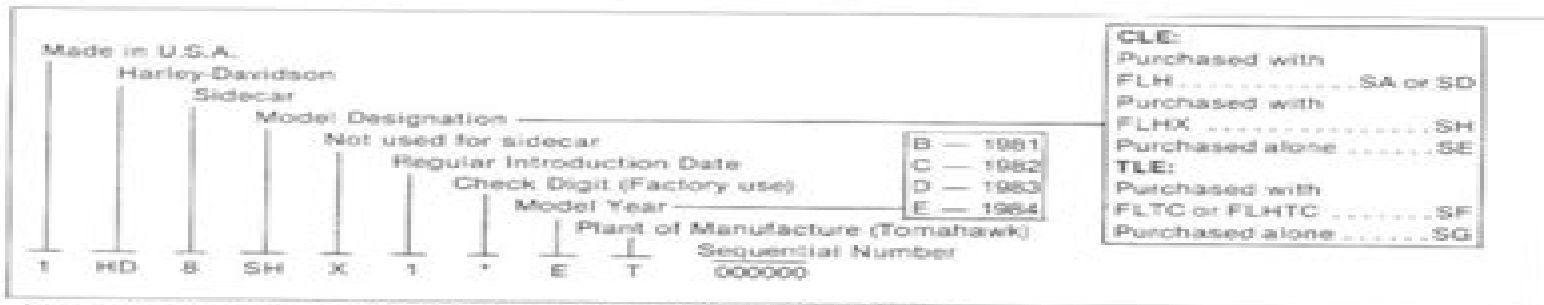 Made in U.S.A.
Harley-Davidson
Sidecar
Model Designation
Not used for sidecar
Regular Introduction Date
Check Digit (Factory use)
Model Year
Plant of Manufacture (Tomahawk)
Sequential Number
1 HD 8 SH X 1 * E T 000000
B — 1981
C — 1982
D — 1983
E — 1984
CLE:
Purchased with
FLH .............. SA or SD
Purchased with
FLHX ................ SH
Purchased alone ...... SE
TLE:
Purchased with
FLTC or FLHTC ....... SF
Purchased alone ...... SG